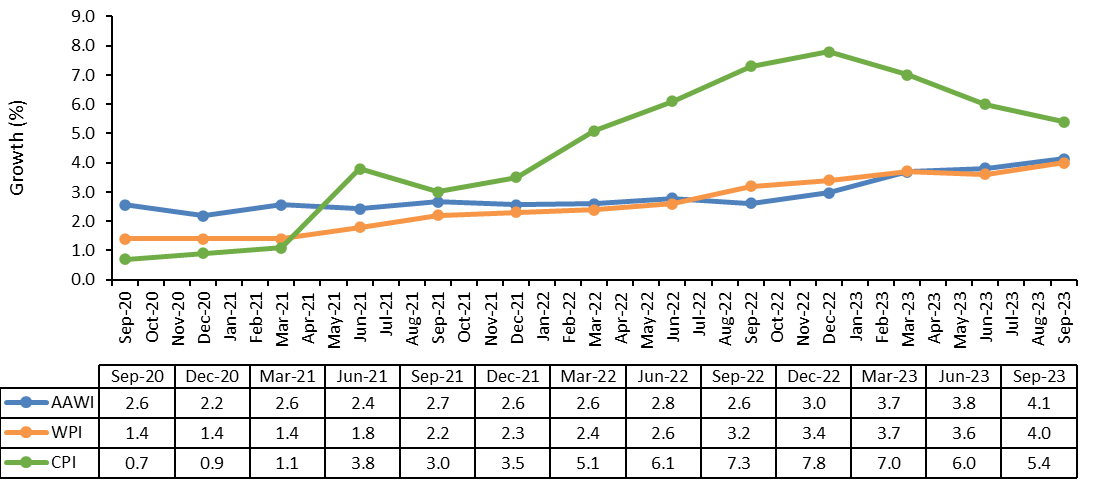 9.0
8.0
7.0
6.0
5.0
4.0
3.0
2.0
1.0
0.0
Growth (%)
Sep-20 Oct-20 Nov-20 Dec-20 Jan-21 Feb-21 Mar-21 Apr-21 May-21 Jun-21 Jul-21 Aug-21 Sep-21 Oct-21 Nov-21 Dec-21 Jan-22 Feb-22 Mar-22 Apr-22 May-22 Jun-22 Jul-22 Aug-22 Sep-22 Oct-22 Nov-22 Dec-22 Jan-23 Feb-23 Mar-23 Apr-23 May-23 Jun-23 Jul-23 Aug-23 Sep-23
Sep-20 Dec-20 Mar-21 Jun-21 Sep-21 Dec-21 Mar-22 Jun-22 Sep-22 Dec-22 Mar-23 Jun-23 Sep-23
AAWI 2.6 2.2 2.6 2.4 2.7 2.6 2.6 2.8 2.6 3.0 3.7 3.8 4.1
WPI 1.4 1.4 1.4 1.8 2.2 2.3 2.4 2.6 3.2 3.4 3.7 3.6 4.0
CPI 0.7 0.9 1.1 3.8 3.0 3.5 5.1 6.1 7.3 7.8 7.0 6.0 5.4